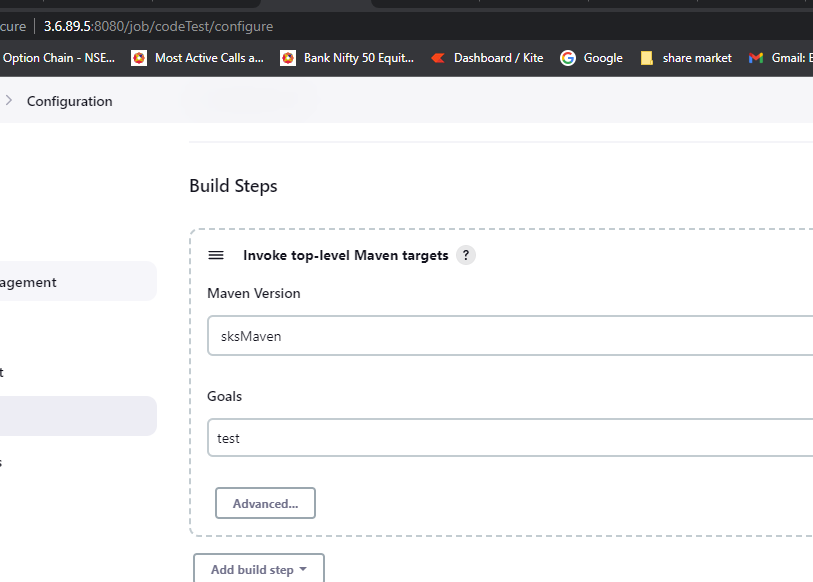 cure 3.6.89.5:8080/job/codeTest/configure
Option Chain - NSE... Most Active Calls a... Bank Nifty 50 Equit... Dashboard / Kite Google share market Gmail: E
Configuration
Build Steps
Invoke top-level Maven targets ?
agement
Maven Version
sksMaven
t
Goals
test
s
Advanced...
Add build step